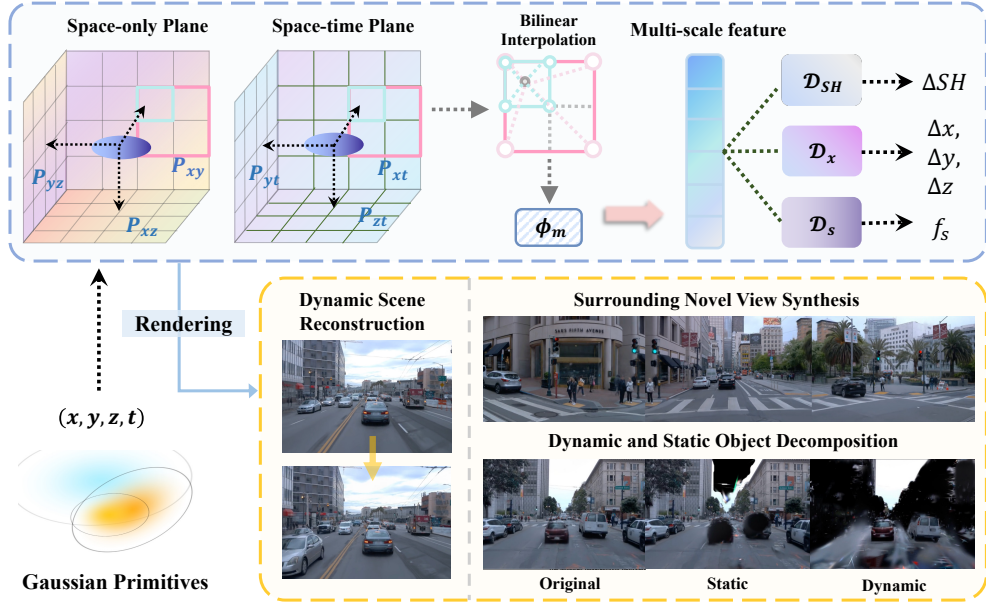 Space-only Plane
Space-time Plane
Bilinear
Interpolation
Multi-scale feature
P_yz
P_xy
P_xz
P_yt
P_xt
P_zt
ϕ_m
𝒟_SH
𝒟_x
𝒟_s
ΔSH
Δx,
Δy,
Δz
f_s
Rendering
(x, y, z, t)
Gaussian Primitives
Dynamic Scene
Reconstruction
Surrounding Novel View Synthesis
Dynamic and Static Object Decomposition
Original
Static
Dynamic